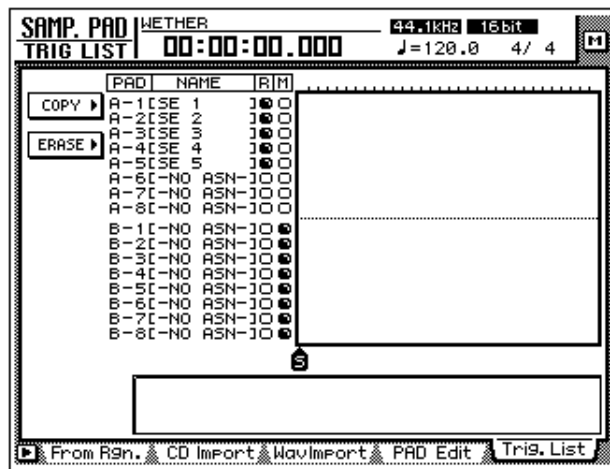 SAMP. PAD WETHER 44.1kHz 16bit
TRIG LIST 00:00:00.000 ♩=120.0 4/ 4 M
PAD NAME R M
COPY A-1[SE 1 ]
A-2[SE 2 ]
A-3[SE 3 ]
ERASE A-4[SE 4 ]
A-5[SE 5 ]
A-6[-NO ASN-]
A-7[-NO ASN-]
A-8[-NO ASN-]
B-1[-NO ASN-]
B-2[-NO ASN-]
B-3[-NO ASN-]
B-4[-NO ASN-]
B-5[-NO ASN-]
B-6[-NO ASN-]
B-7[-NO ASN-]
B-8[-NO ASN-]
S
From Rgn. CD Import WavImport PAD Edit Trig. List